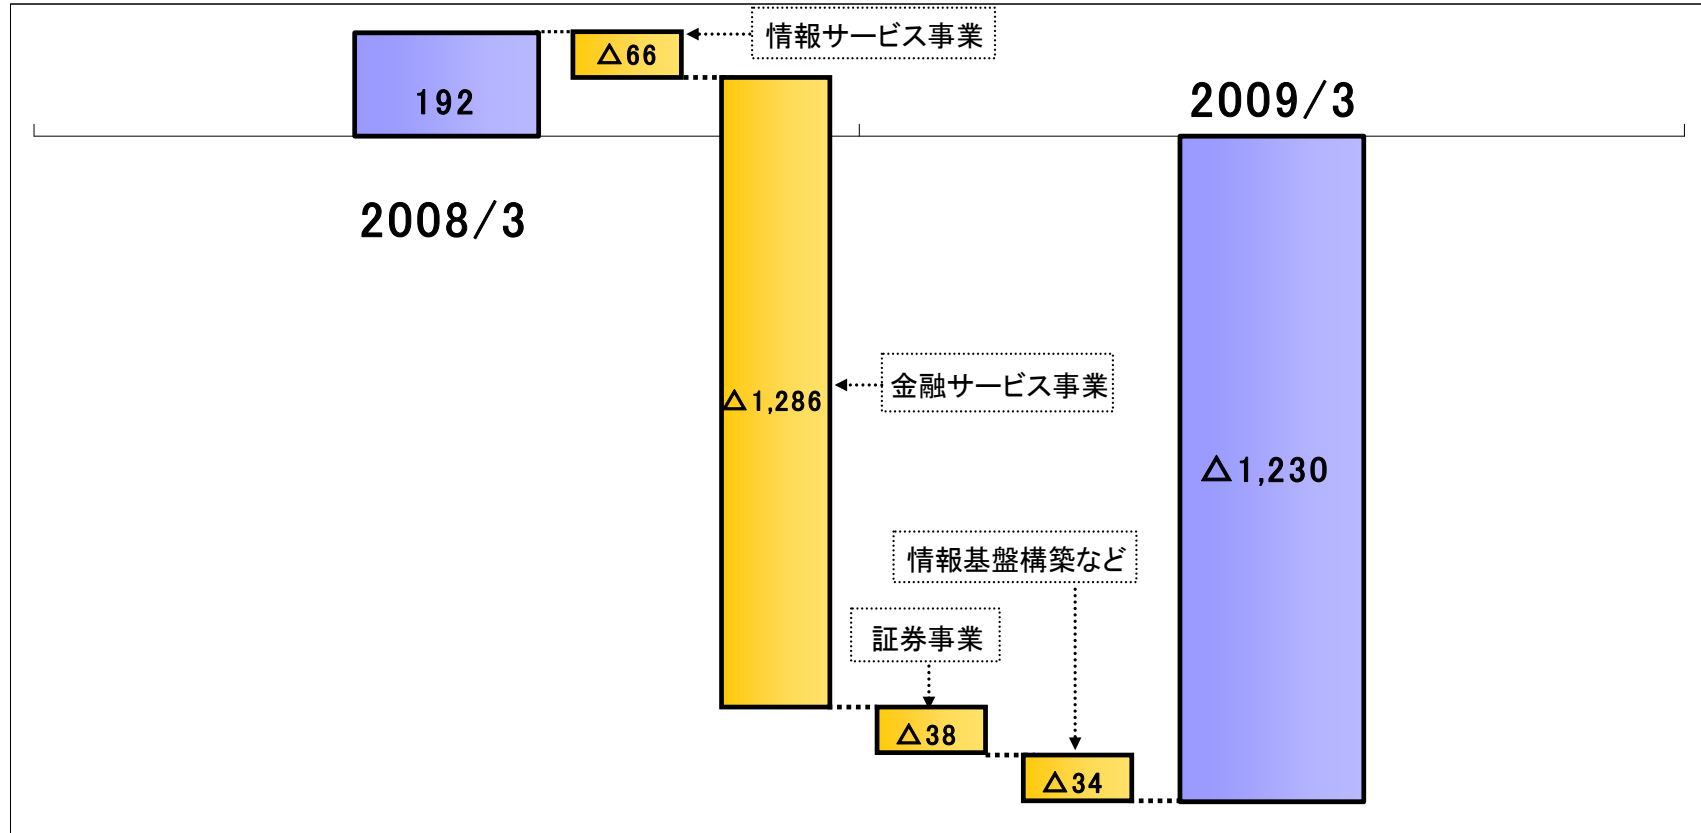 情報サービス事業
△66
192
2009/3
2008/3
金融サービス事業
△1,286
△1,230
情報基盤構築など
証券事業
△38
△34